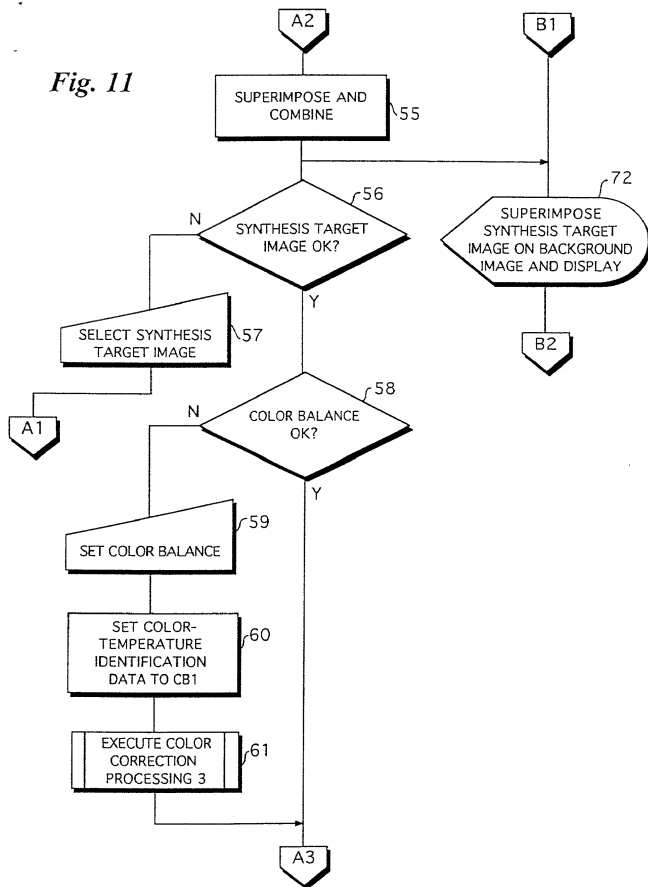 Fig. 11
A2
B1
SUPERIMPOSE AND
COMBINE
55
56
SYNTHESIS TARGET
IMAGE OK?
N
Y
72
SUPERIMPOSE
SYNTHESIS TARGET
IMAGE ON BACKGROUND
IMAGE AND DISPLAY
B2
SELECT SYNTHESIS
TARGET IMAGE
57
A1
58
COLOR BALANCE
OK?
N
Y
59
SET COLOR BALANCE
SET COLOR-
TEMPERATURE
IDENTIFICATION
DATA TO CB1
60
EXECUTE COLOR
CORRECTION
PROCESSING 3
61
A3